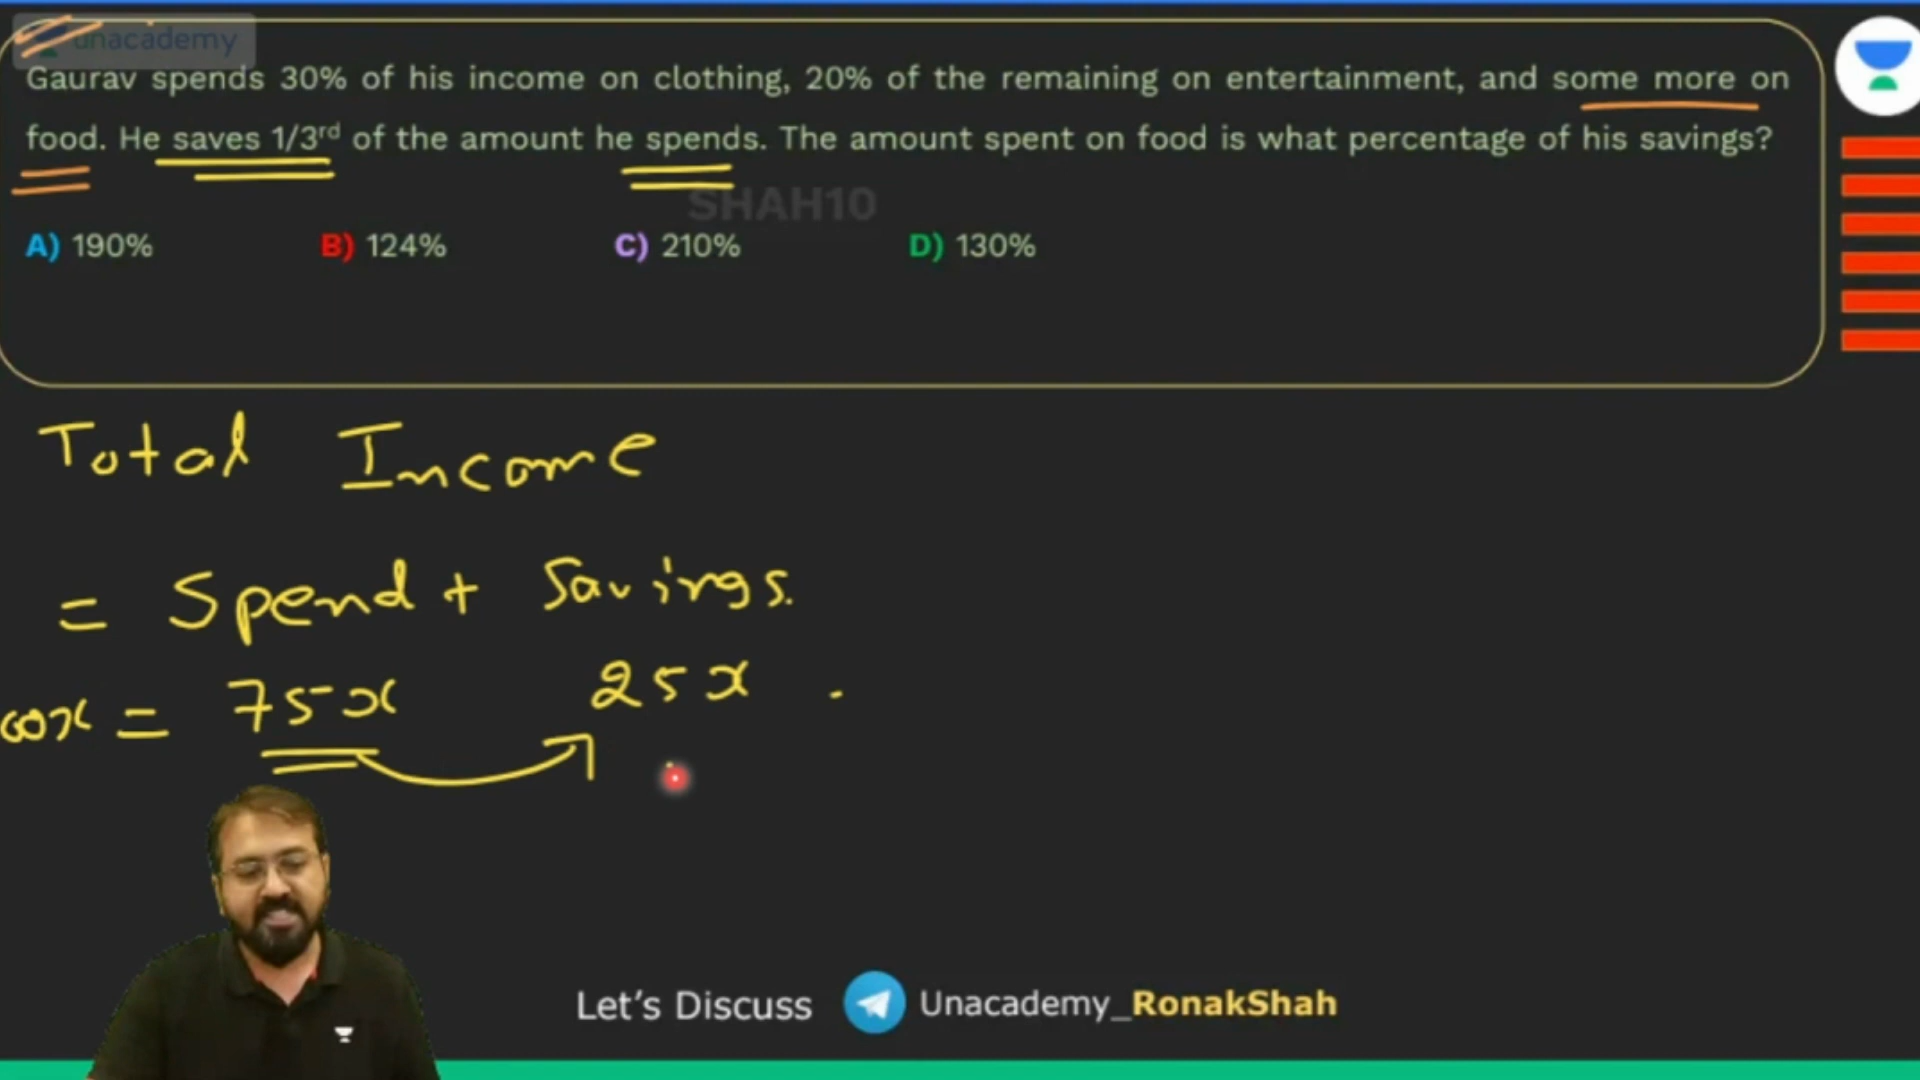 unacademy
Gaurav spends 30% of his income on clothing, 20% of the remaining on entertainment, and some more on
food. He saves 1/3rd of the amount he spends. The amount spent on food is what percentage of his savings?
SHAH10
A) 190% B) 124% C) 210% D) 130%
Total Income
= Spend + Savings.
00x = 75x 25x .
Let's Discuss Unacademy_RonakShah